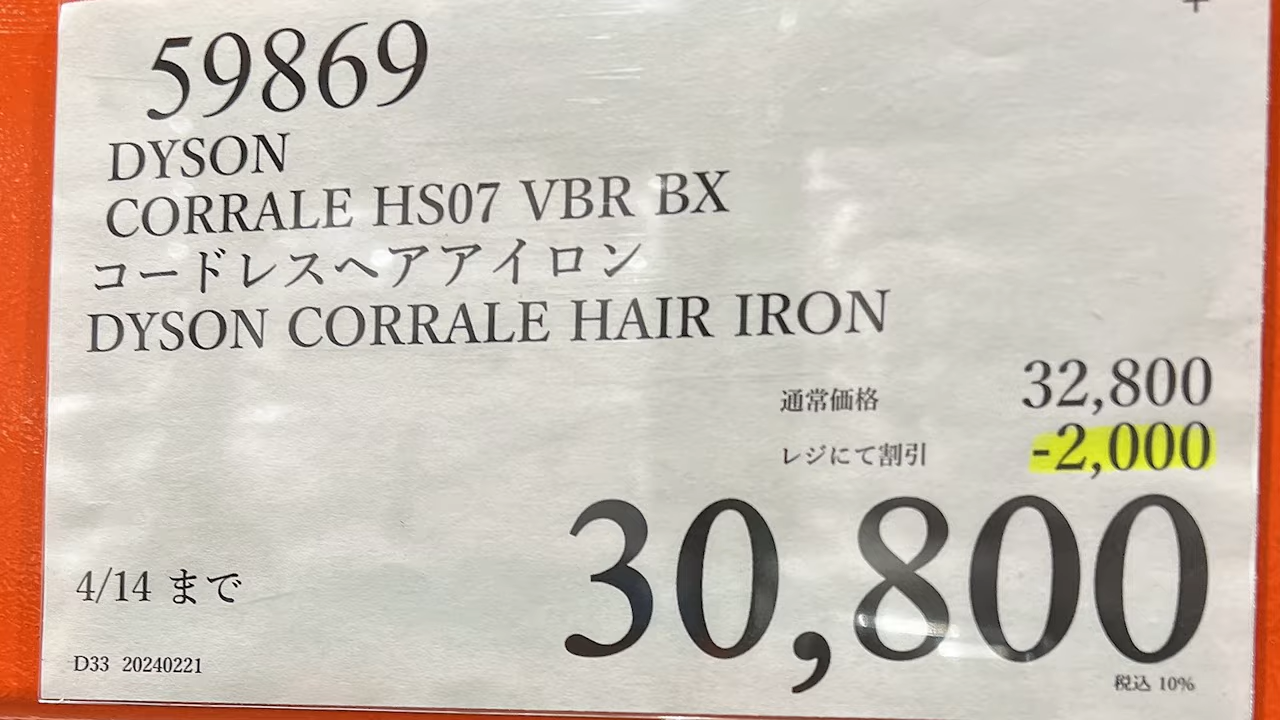 59869
DYSON
CORRALE HS07 VBR BX
コードレスヘアアイロン
DYSON CORRALE HAIR IRON
通常価格 32,800
レジにて割引 -2,000
30,800
4/14 まで
D33 20240221
税込 10%